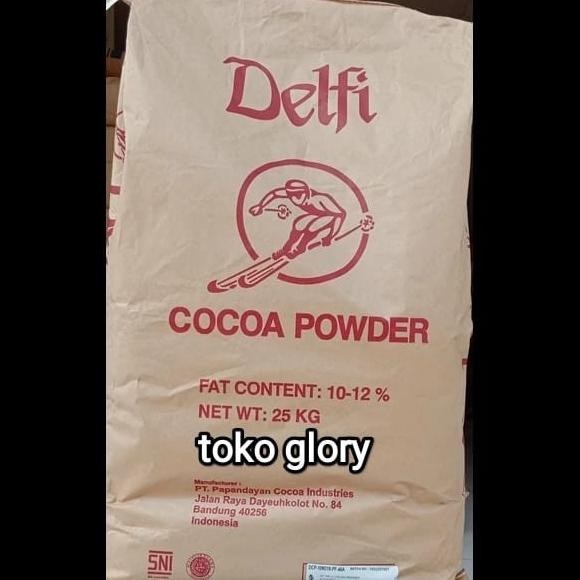 Delfi
COCOA POWDER
FAT CONTENT: 10-12 %
NET WT: 25 KG
toko glory
Manufacturer :
PT. Papandayan Cocoa Industries
Jalan Raya Dayeuhkolot No. 84
Bandung 40256
Indonesia
SNI